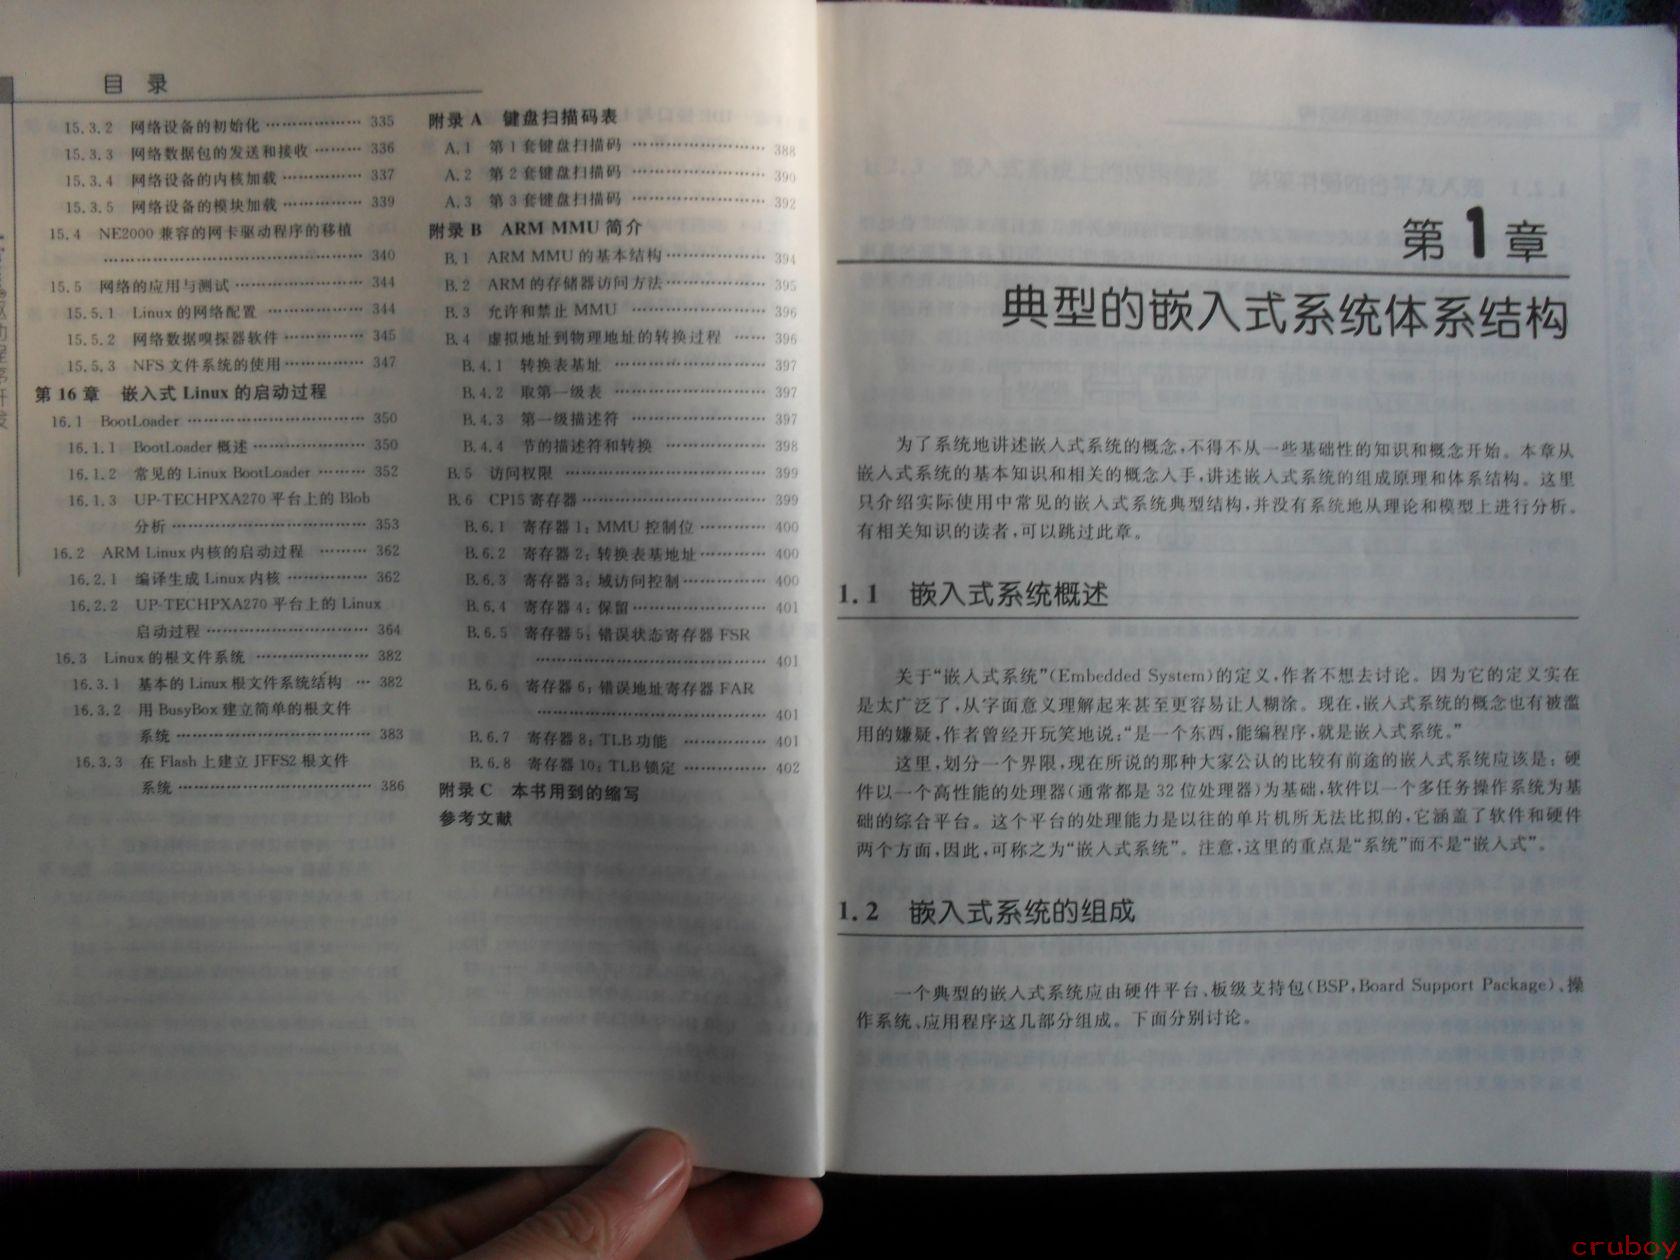 目 录
15.3.2 网络设备的初始化 ……………… 335
15.3.3 网络数据包的发送和接收 ……… 336
15.3.4 网络设备的内核加载 …………… 337
15.3.5 网络设备的模块加载 …………… 339
15.4 NE2000 兼容的网卡驱动程序的移植
…………………………………… 340
15.5 网络的应用与测试 ………………… 344
15.5.1 Linux 的网络配置 ……………… 344
15.5.2 网络数据嗅探器软件 …………… 345
15.5.3 NFS 文件系统的使用 …………… 347
第 16 章 嵌入式 Linux 的启动过程
16.1 BootLoader ………………………… 350
16.1.1 BootLoader 概述 ……………… 350
16.1.2 常见的 Linux BootLoader ……… 352
16.1.3 UP-TECHPXA270 平台上的 Blob
分析 …………………………… 353
16.2 ARM Linux 内核的启动过程 ……… 362
16.2.1 编译生成 Linux 内核 …………… 362
16.2.2 UP-TECHPXA270 平台上的 Linux
启动过程 ……………………… 364
16.3 Linux 的根文件系统 ……………… 382
16.3.1 基本的 Linux 根文件系统结构 … 382
16.3.2 用 BusyBox 建立简单的根文件
系统 …………………………… 383
16.3.3 在 Flash 上建立 JFFS2 根文件
系统 …………………………… 386
附录 A 键盘扫描码表
A.1 第 1 套键盘扫描码 ………………… 388
A.2 第 2 套键盘扫描码 ………………… 390
A.3 第 3 套键盘扫描码 ………………… 392
附录 B ARM MMU 简介
B.1 ARM MMU 的基本结构 …………… 394
B.2 ARM 的存储器访问方法 …………… 395
B.3 允许和禁止 MMU ………………… 396
B.4 虚拟地址到物理地址的转换过程 …… 396
B.4.1 转换表基址 …………………… 397
B.4.2 取第一级表 …………………… 397
B.4.3 第一级描述符 ………………… 397
B.4.4 节的描述符和转换 …………… 398
B.5 访问权限 …………………………… 399
B.6 CP15 寄存器 ……………………… 399
B.6.1 寄存器 1：MMU 控制位 ………… 400
B.6.2 寄存器 2：转换表基地址 ………… 400
B.6.3 寄存器 3：域访问控制 …………… 400
B.6.4 寄存器 4：保留 ………………… 401
B.6.5 寄存器 5：错误状态寄存器 FSR
………………………………… 401
B.6.6 寄存器 6：错误地址寄存器 FAR
………………………………… 401
B.6.7 寄存器 8：TLB 功能 …………… 401
B.6.8 寄存器 10：TLB 锁定 …………… 402
附录 C 本书用到的缩写
参考文献
第 1 章
典型的嵌入式系统体系结构
为了系统地讲述嵌入式系统的概念，不得不从一些基础性的知识和概念开始。本章从
嵌入式系统的基本知识和相关的概念入手，讲述嵌入式系统的组成原理和体系结构。这里
只介绍实际使用中常见的嵌入式系统典型结构，并没有系统地从理论和模型上进行分析。
有相关知识的读者，可以跳过此章。
1.1 嵌入式系统概述
关于“嵌入式系统”(Embedded System)的定义，作者不想去讨论。因为它的定义实在
是太广泛了，从字面意义理解起来甚至更容易让人糊涂。现在，嵌入式系统的概念也有被滥
用的嫌疑，作者曾经开玩笑地说：“是一个东西，能编程序，就是嵌入式系统。”
这里，划分一个界限，现在所说的那种大家公认的比较有前途的嵌入式系统应该是：硬
件以一个高性能的处理器(通常都是 32 位处理器)为基础，软件以一个多任务操作系统为基
础的综合平台。这个平台的处理能力是以往的单片机所无法比拟的，它涵盖了软件和硬件
两个方面，因此，可称之为“嵌入式系统”。注意，这里的重点是“系统”而不是“嵌入式”。
1.2 嵌入式系统的组成
一个典型的嵌入式系统应由硬件平台、板级支持包(BSP，Board Support Package)、操
作系统、应用程序这几部分组成。下面分别讨论。
cruboy